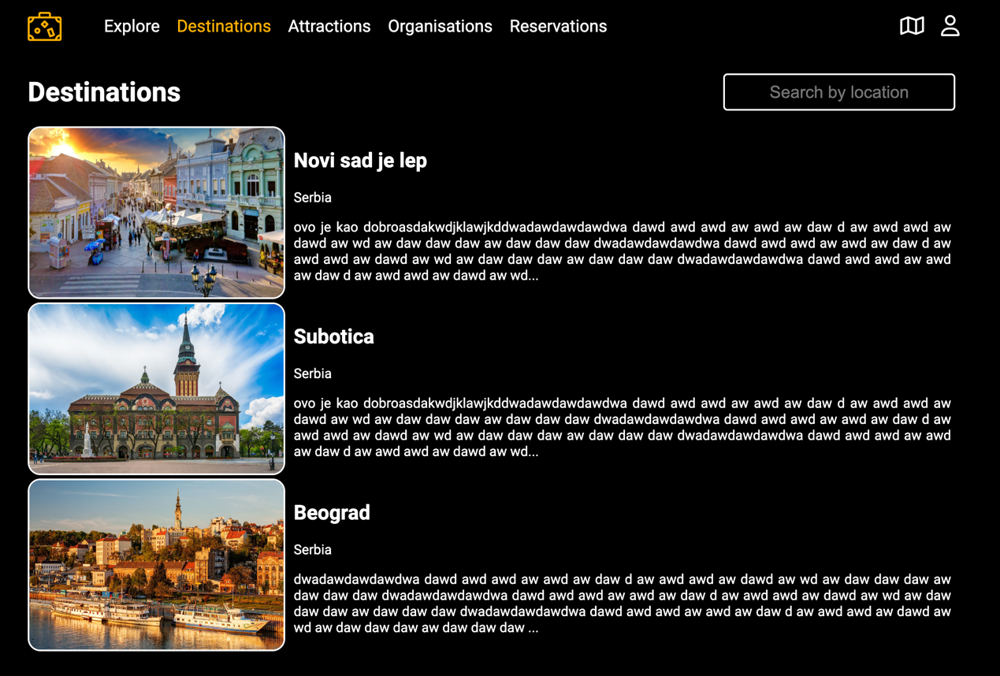 Explore Destinations Attractions Organisations Reservations
Destinations
Search by location
Novi sad je lep
Serbia
ovo je kao dobroasdakwdjklawjkddwadawdawdawdwa dawd awd awd aw awd aw daw d aw awd awd aw
dawd aw wd aw daw daw daw aw daw daw daw dwadawdawdawdwa dawd awd awd aw awd aw daw d aw
awd awd aw dawd aw wd aw daw daw daw aw daw daw daw dwadawdawdawdwa dawd awd awd aw awd
aw daw d aw awd awd aw dawd aw wd...
Subotica
Serbia
ovo je kao dobroasdakwdjklawjkddwadawdawdawdwa dawd awd awd aw awd aw daw d aw awd awd aw
dawd aw wd aw daw daw daw aw daw daw daw dwadawdawdawdwa dawd awd awd aw awd aw daw d aw
awd awd aw dawd aw wd aw daw daw daw aw daw daw daw dwadawdawdawdwa dawd awd awd aw awd
aw daw d aw awd awd aw dawd aw wd...
Beograd
Serbia
dwadawdawdawdwa dawd awd awd aw awd aw daw d aw awd awd aw dawd aw wd aw daw daw daw aw
daw daw daw dwadawdawdawdwa dawd awd awd aw awd aw daw d aw awd awd aw dawd aw wd aw daw
daw daw aw daw daw daw dwadawdawdawdwa dawd awd awd aw awd aw daw d aw awd awd aw dawd aw
wd aw daw daw daw aw daw daw daw ...